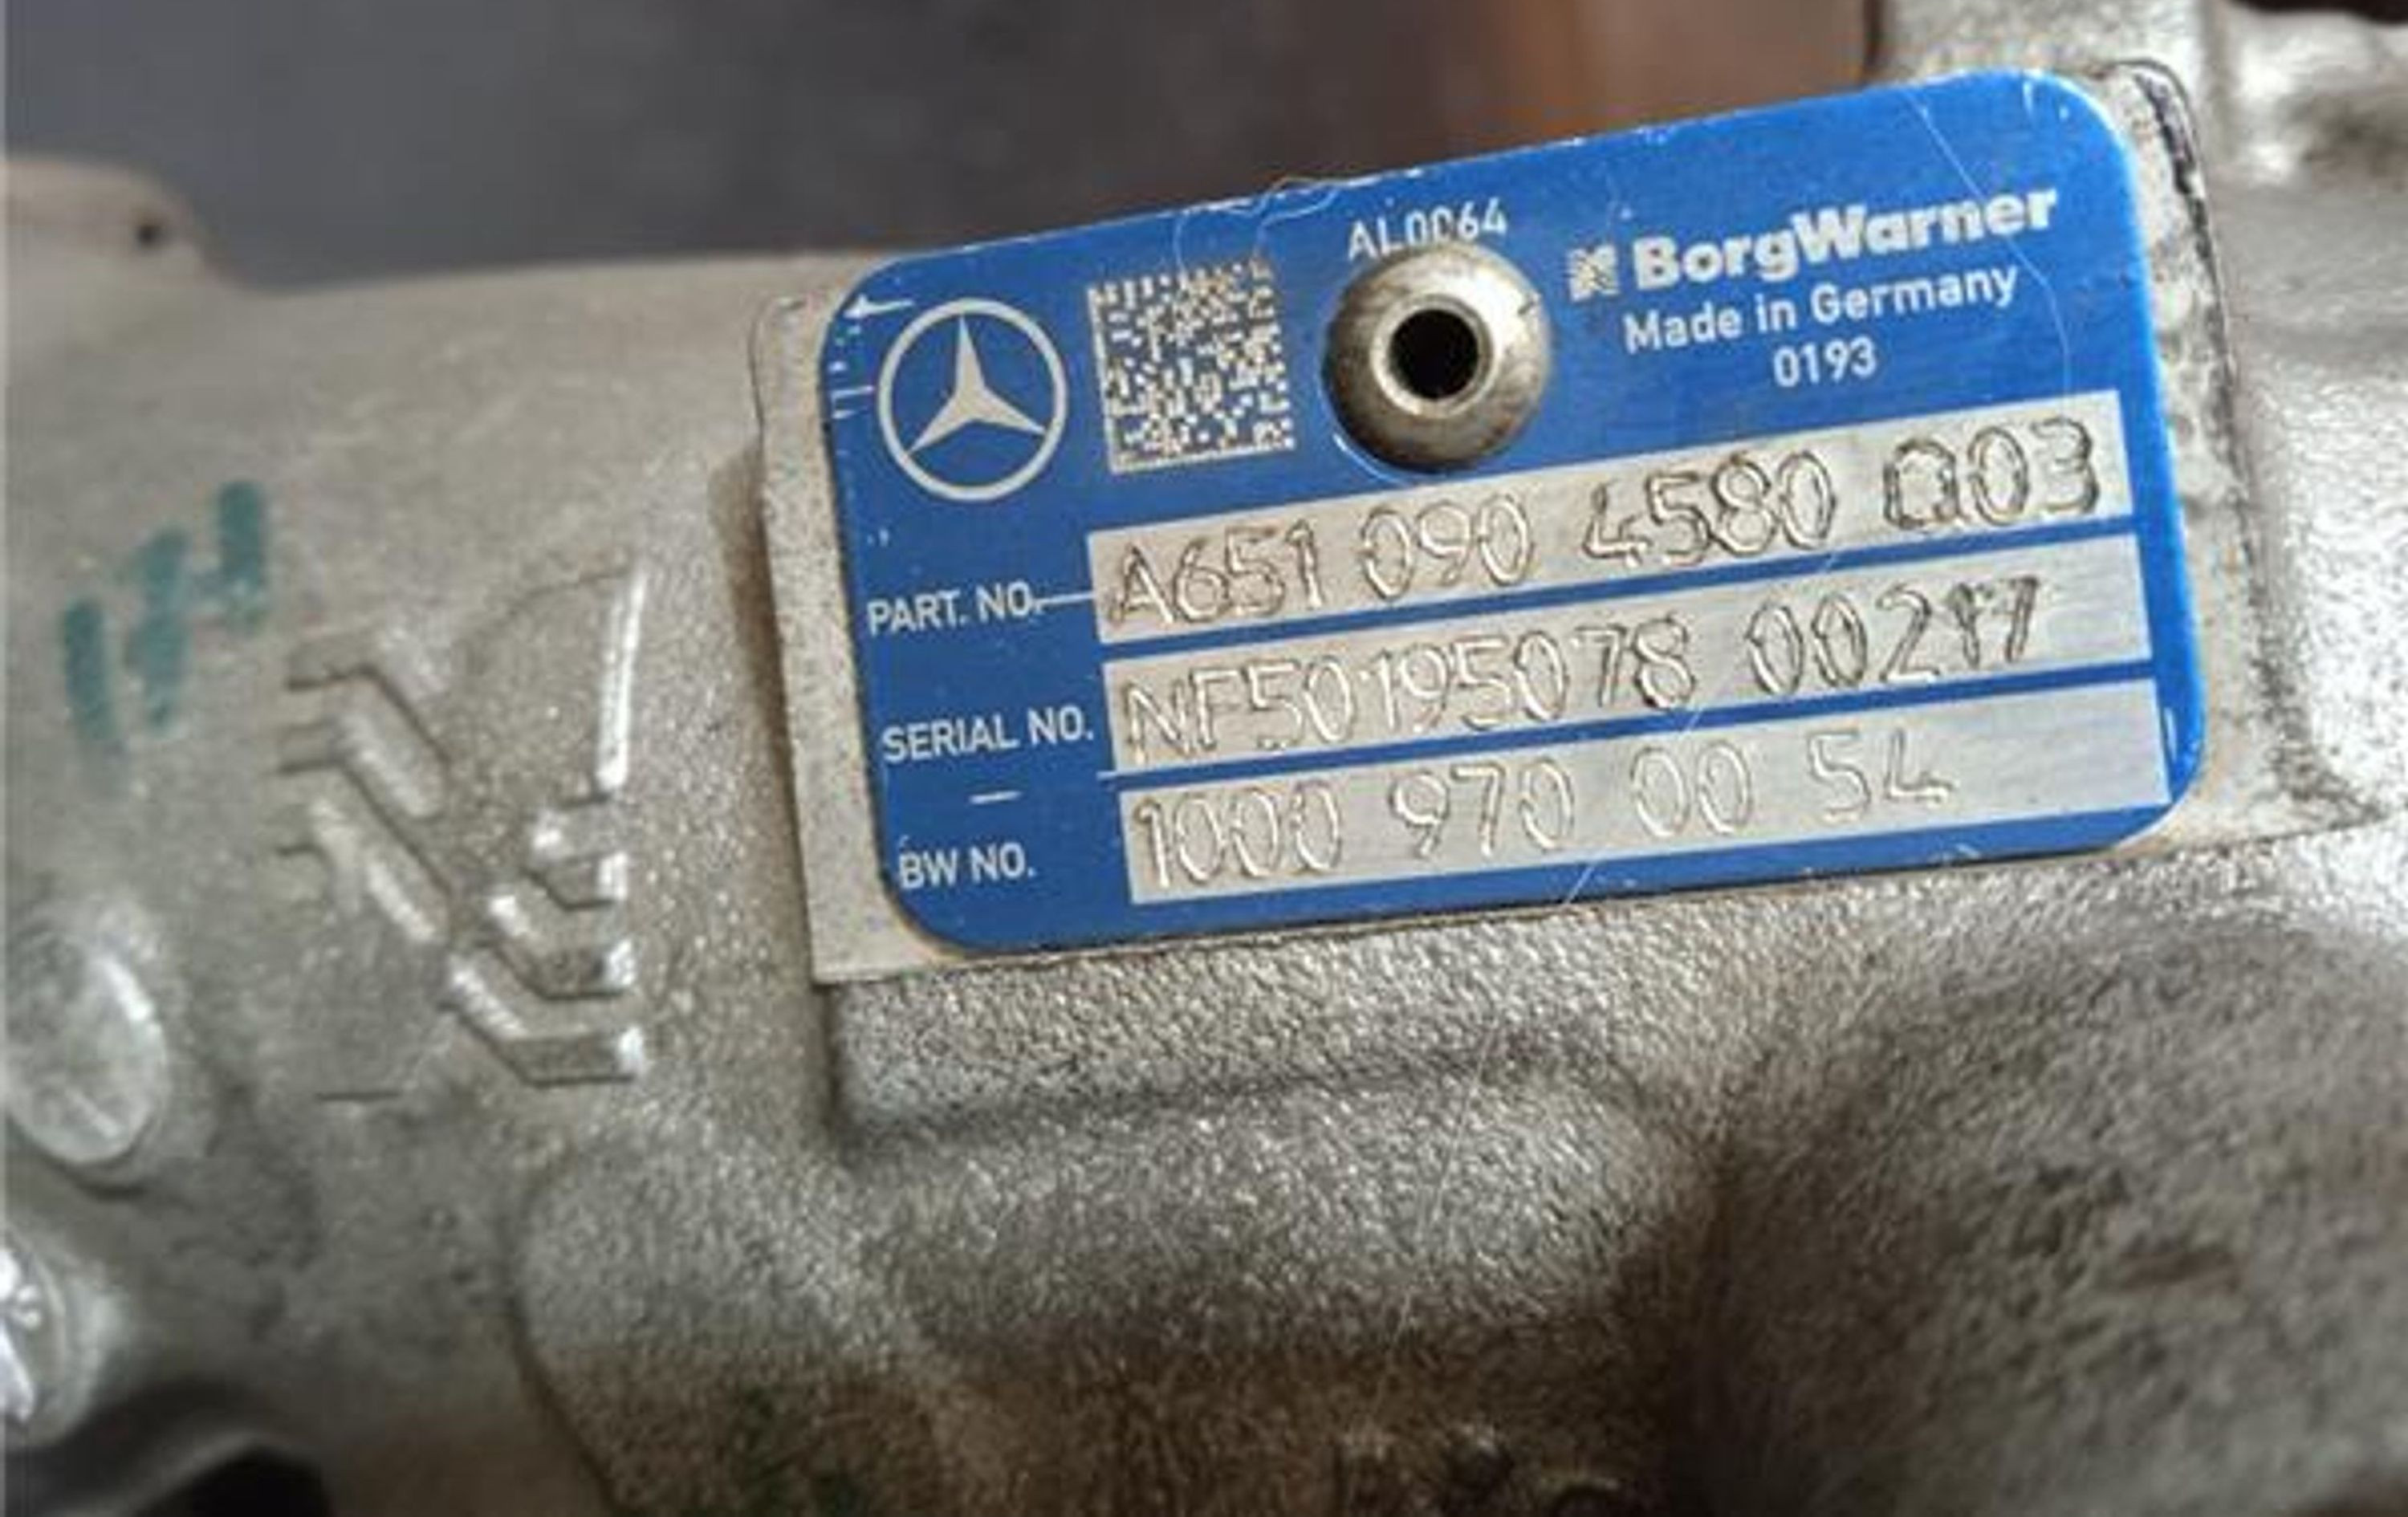 AL0064
BorgWarner
Made in Germany
0193
PART. NO. A651 090 4580 Q03
SERIAL NO. NF50195078 00217
BW NO. 1000 970 00 54